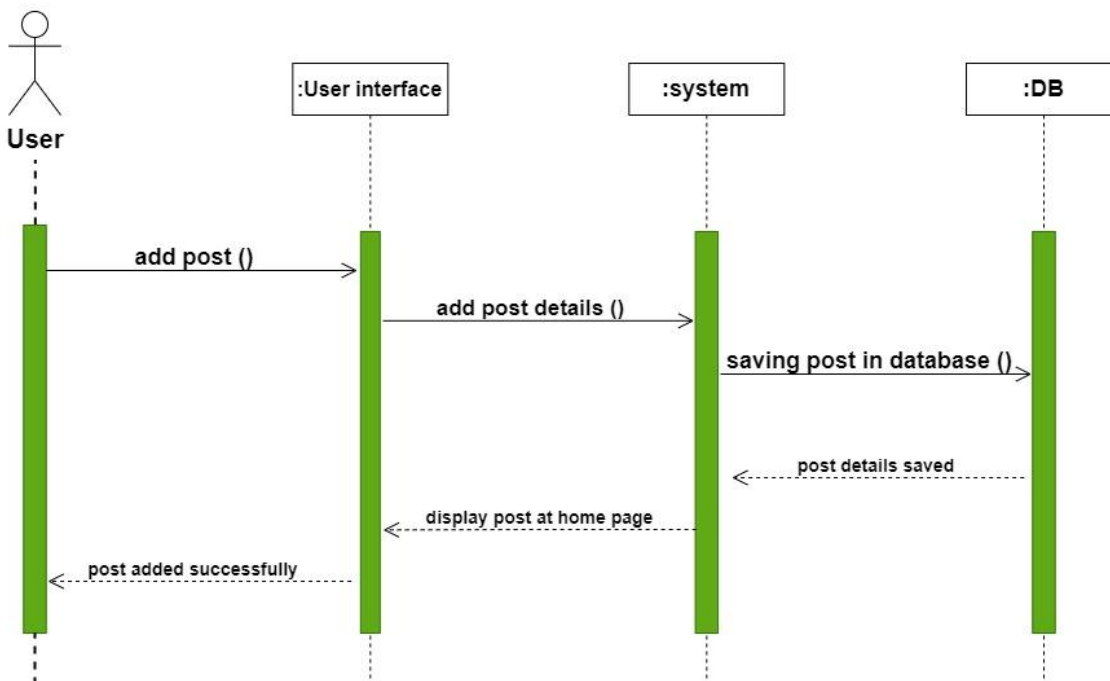 :User interface
:system
:DB
User
add post ()
add post details ()
saving post in database ()
post details saved
display post at home page
post added successfully